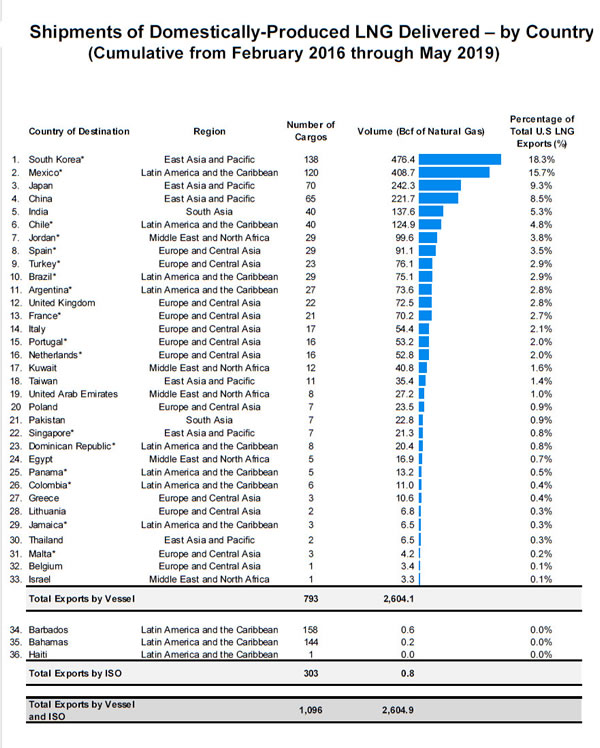 Shipments of Domestically-Produced LNG Delivered – by Country
(Cumulative from February 2016 through May 2019)
Country of Destination Region Number of Cargos Volume (Bcf of Natural Gas) Percentage of Total U.S LNG Exports (%)
1. South Korea* East Asia and Pacific 138 476.4 18.3%
2. Mexico* Latin America and the Caribbean 120 408.7 15.7%
3. Japan East Asia and Pacific 70 242.3 9.3%
4. China East Asia and Pacific 65 221.7 8.5%
5. India South Asia 40 137.6 5.3%
6. Chile* Latin America and the Caribbean 40 124.9 4.8%
7. Jordan* Middle East and North Africa 29 99.6 3.8%
8. Spain* Europe and Central Asia 29 91.1 3.5%
9. Turkey* Europe and Central Asia 23 76.1 2.9%
10. Brazil* Latin America and the Caribbean 29 75.1 2.9%
11. Argentina* Latin America and the Caribbean 27 73.6 2.8%
12. United Kingdom Europe and Central Asia 22 72.5 2.8%
13. France* Europe and Central Asia 21 70.2 2.7%
14. Italy Europe and Central Asia 17 54.4 2.1%
15. Portugal* Europe and Central Asia 16 53.2 2.0%
16. Netherlands* Europe and Central Asia 16 52.8 2.0%
17. Kuwait Middle East and North Africa 12 40.8 1.6%
18. Taiwan East Asia and Pacific 11 35.4 1.4%
19. United Arab Emirates Middle East and North Africa 8 27.2 1.0%
20 Poland Europe and Central Asia 7 23.5 0.9%
21. Pakistan South Asia 7 22.8 0.9%
22. Singapore* East Asia and Pacific 7 21.3 0.8%
23. Dominican Republic* Latin America and the Caribbean 8 20.4 0.8%
24. Egypt Middle East and North Africa 5 16.9 0.7%
25. Panama* Latin America and the Caribbean 5 13.2 0.5%
26. Colombia* Latin America and the Caribbean 6 11.0 0.4%
27. Greece Europe and Central Asia 3 10.6 0.4%
28. Lithuania Europe and Central Asia 2 6.8 0.3%
29. Jamaica* Latin America and the Caribbean 3 6.5 0.3%
30. Thailand East Asia and Pacific 2 6.5 0.3%
31. Malta* Europe and Central Asia 3 4.2 0.2%
32. Belgium Europe and Central Asia 1 3.4 0.1%
33. Israel Middle East and North Africa 1 3.3 0.1%
Total Exports by Vessel 793 2,604.1
34. Barbados Latin America and the Caribbean 158 0.6 0.0%
35. Bahamas Latin America and the Caribbean 144 0.2 0.0%
36. Haiti Latin America and the Caribbean 1 0.0 0.0%
Total Exports by ISO 303 0.8
Total Exports by Vessel
and ISO 1,096 2,604.9